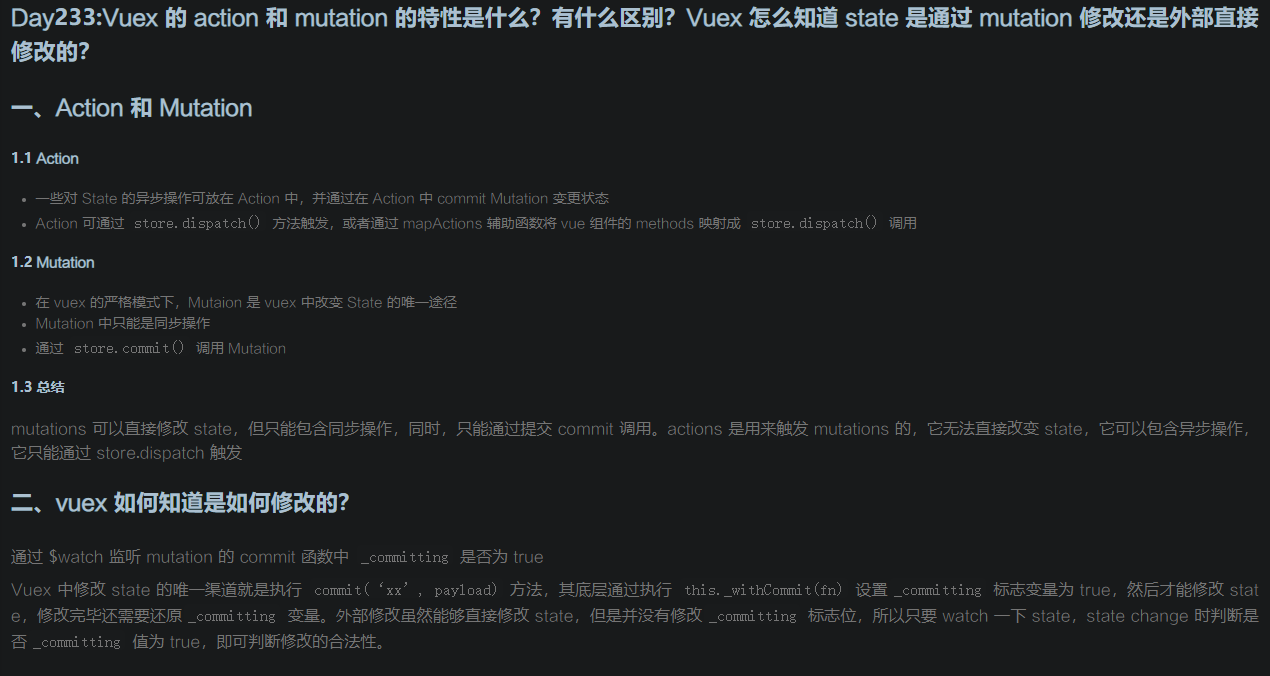 Day233:Vuex 的 action 和 mutation 的特性是什么？有什么区别？Vuex 怎么知道 state 是通过 mutation 修改还是外部直接
修改的？
一、Action 和 Mutation
1.1 Action
• 一些对 State 的异步操作可放在 Action 中，并通过在 Action 中 commit Mutation 变更状态
• Action 可通过 store.dispatch() 方法触发，或者通过 mapActions 辅助函数将 vue 组件的 methods 映射成 store.dispatch() 调用
1.2 Mutation
• 在 vuex 的严格模式下，Mutaion 是 vuex 中改变 State 的唯一途径
• Mutation 中只能是同步操作
• 通过 store.commit() 调用 Mutation
1.3 总结
mutations 可以直接修改 state，但只能包含同步操作，同时，只能通过提交 commit 调用。actions 是用来触发 mutations 的，它无法直接改变 state，它可以包含异步操作，
它只能通过 store.dispatch 触发
二、vuex 如何知道是如何修改的？
通过 $watch 监听 mutation 的 commit 函数中 _committing 是否为 true
Vuex 中修改 state 的唯一渠道就是执行 commit(‘xx’, payload) 方法，其底层通过执行 this._withCommit(fn) 设置 _committing 标志变量为 true，然后才能修改 stat
e，修改完毕还需要还原 _committing 变量。外部修改虽然能够直接修改 state，但是并没有修改 _committing 标志位，所以只要 watch 一下 state，state change 时判断是
否 _committing 值为 true，即可判断修改的合法性。